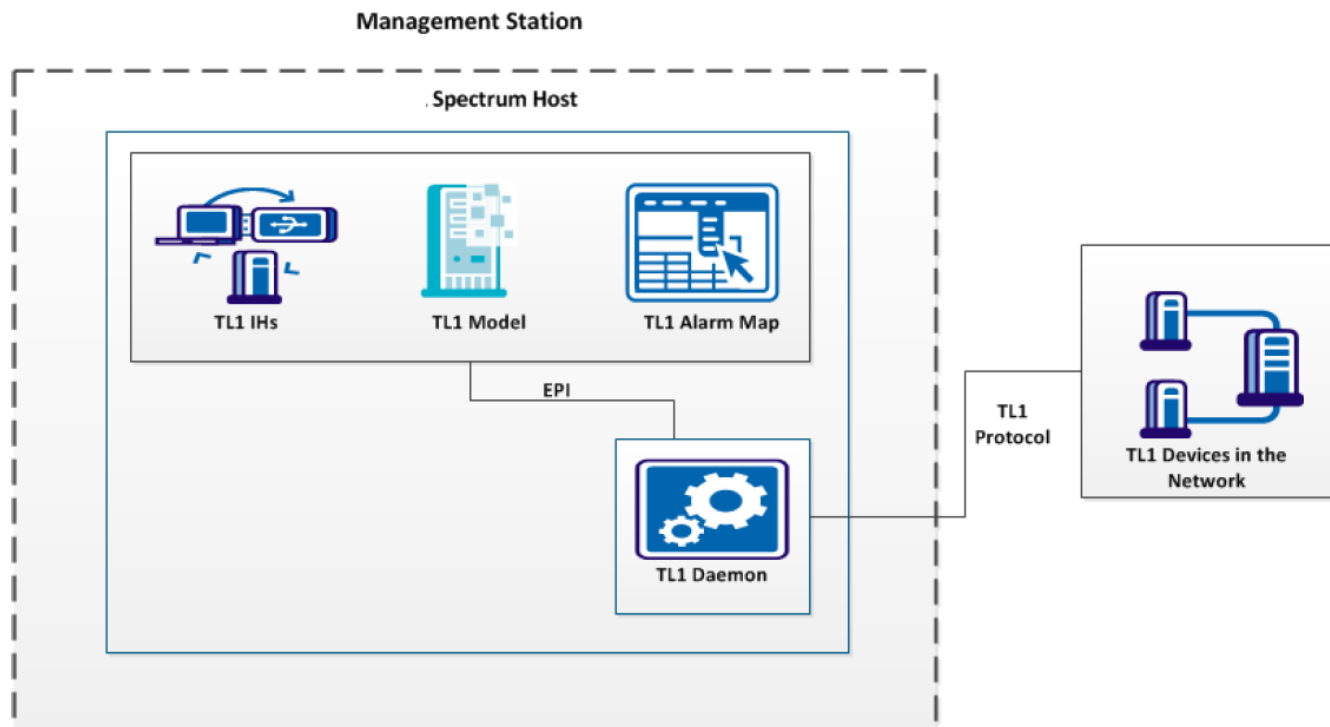 Management Station
. Spectrum Host
TL1 IHs
TL1 Model
TL1 Alarm Map
EPI
TL1 Daemon
TL1
Protocol
TL1 Devices in the
Network